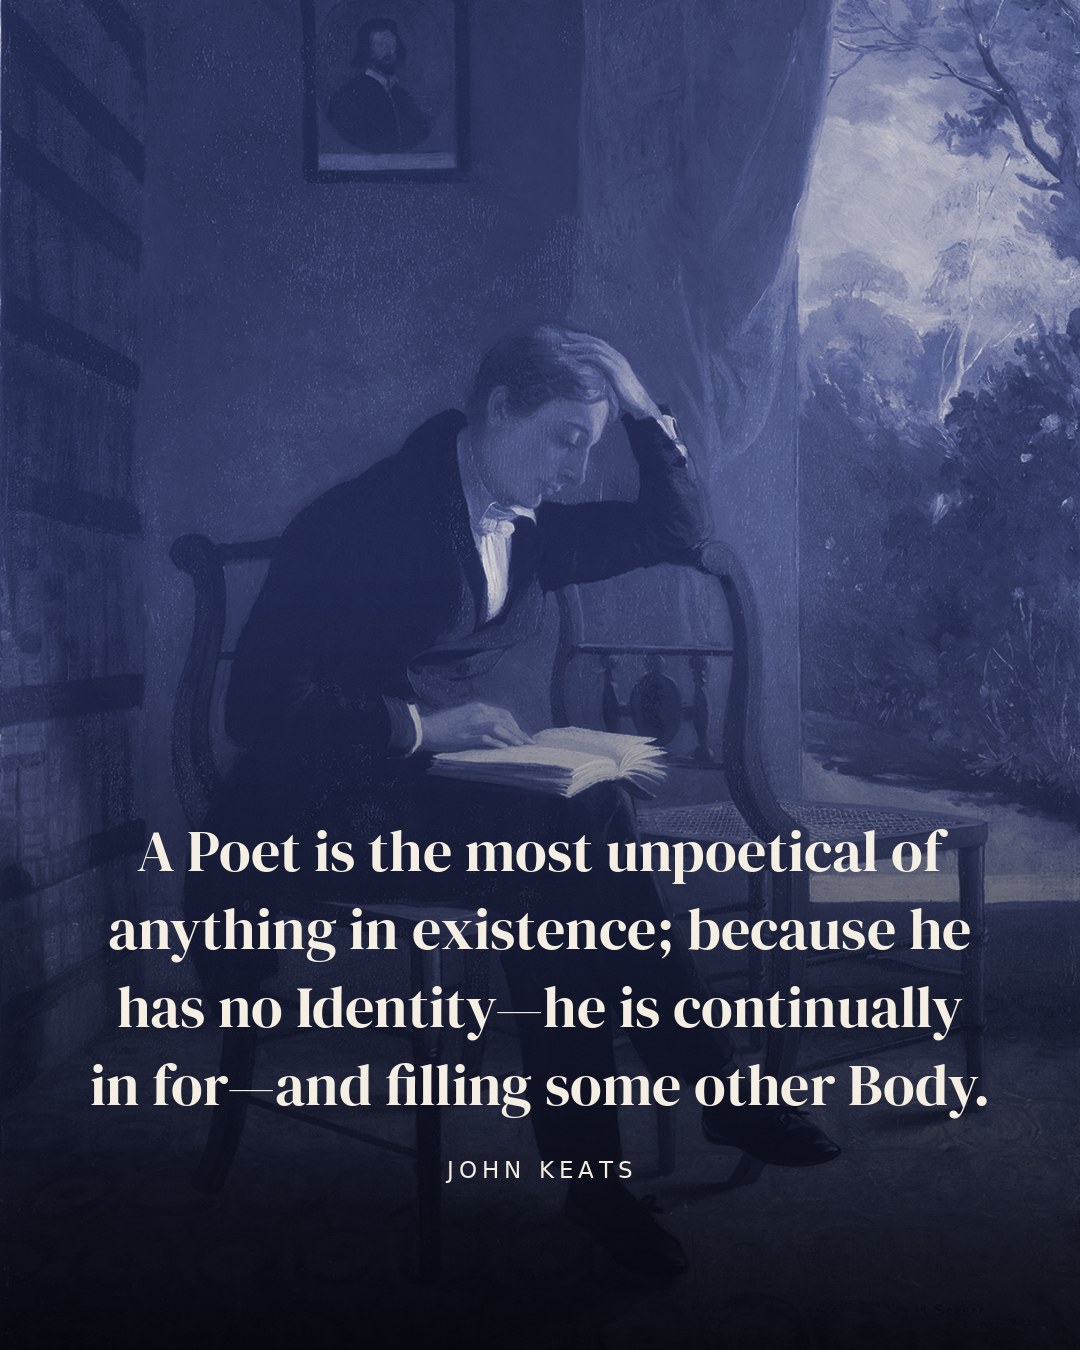 A Poet is the most unpoetical of
anything in existence; because he
has no Identity—he is continually
in for—and filling some other Body.
JOHN KEATS